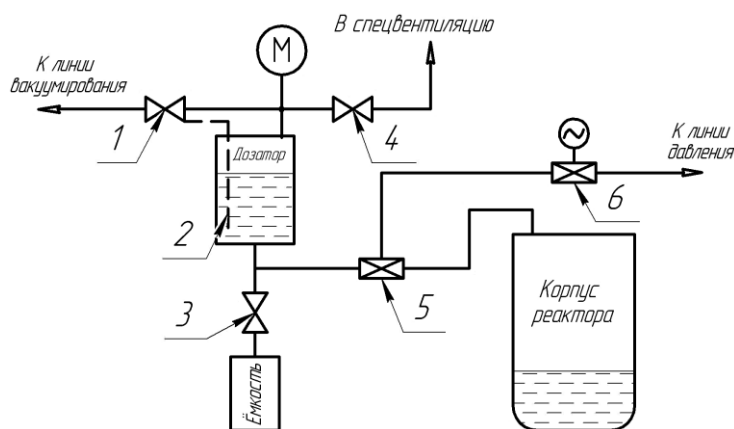 В спецвентиляцию
К линии
вакуумирования
М
1
4
К линии
давления
Дозатор
6
2
5
3
Корпус
реактора
Ёмкость